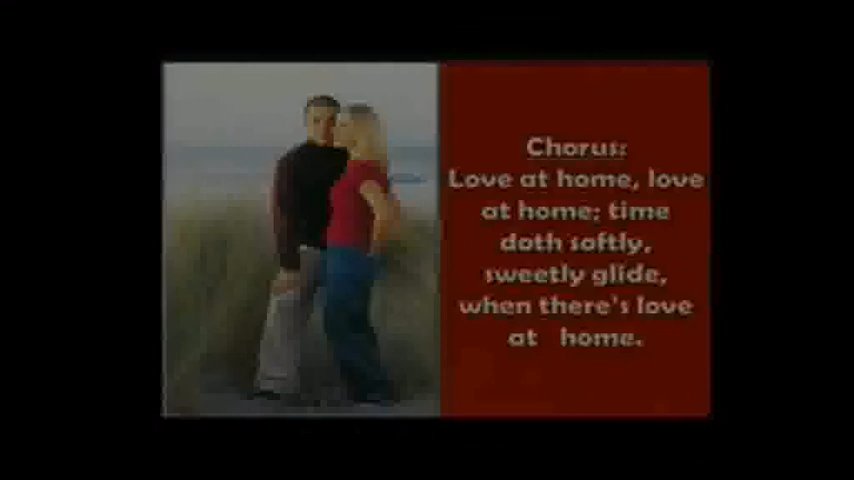 Chorus:
Love at home, love
at home; time
doth softly,
sweetly glide,
when there's love
at home.